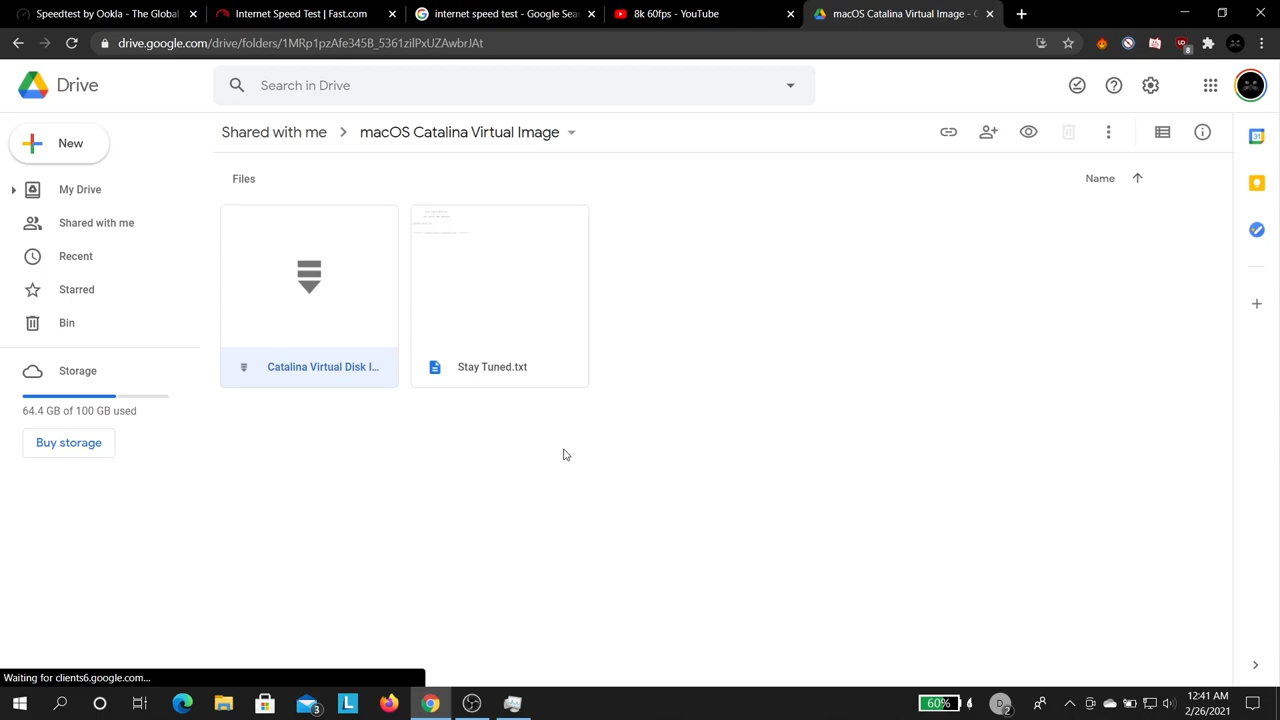 Speedtest by Ookla - The Global
Internet Speed Test | Fast.com
internet speed test - Google Sea
8k 60fps - YouTube
macOS Catalina Virtual Image - G
drive.google.com/drive/folders/1MRp1pzAfe345B_5361zilPxUZAwbrJAt
8
Drive
Search in Drive
New
Shared with me
macOS Catalina Virtual Image
My Drive
Shared with me
Recent
Starred
Bin
Storage
64.4 GB of 100 GB used
Buy storage
Files
Name
Catalina Virtual Disk I...
Stay Tuned.txt
31
Waiting for clients6.google.com...
3
L
60%
D
2
12:41 AM
2/26/2021